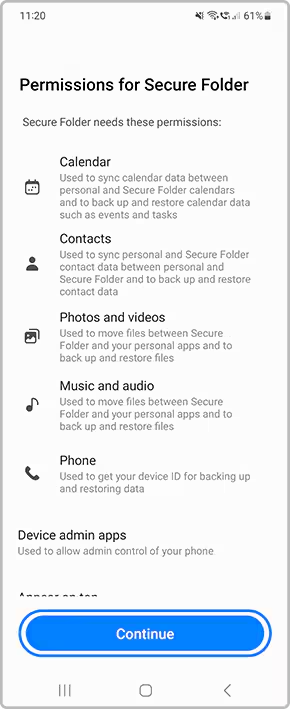 11:20
61%
Permissions for Secure Folder
Secure Folder needs these permissions:
Calendar
Used to sync calendar data between
personal and Secure Folder calendars
and to back up and restore calendar data
such as events and tasks
Contacts
Used to sync personal and Secure Folder
contact data between personal and
Secure Folder and to back up and restore
contact data
Photos and videos
Used to move files between Secure
Folder and your personal apps and to
back up and restore files
Music and audio
Used to move files between Secure
Folder and your personal apps and to
back up and restore files
Phone
Used to get your device ID for backing up
and restoring data
Device admin apps
Used to allow admin control of your phone
Appear on top
Continue